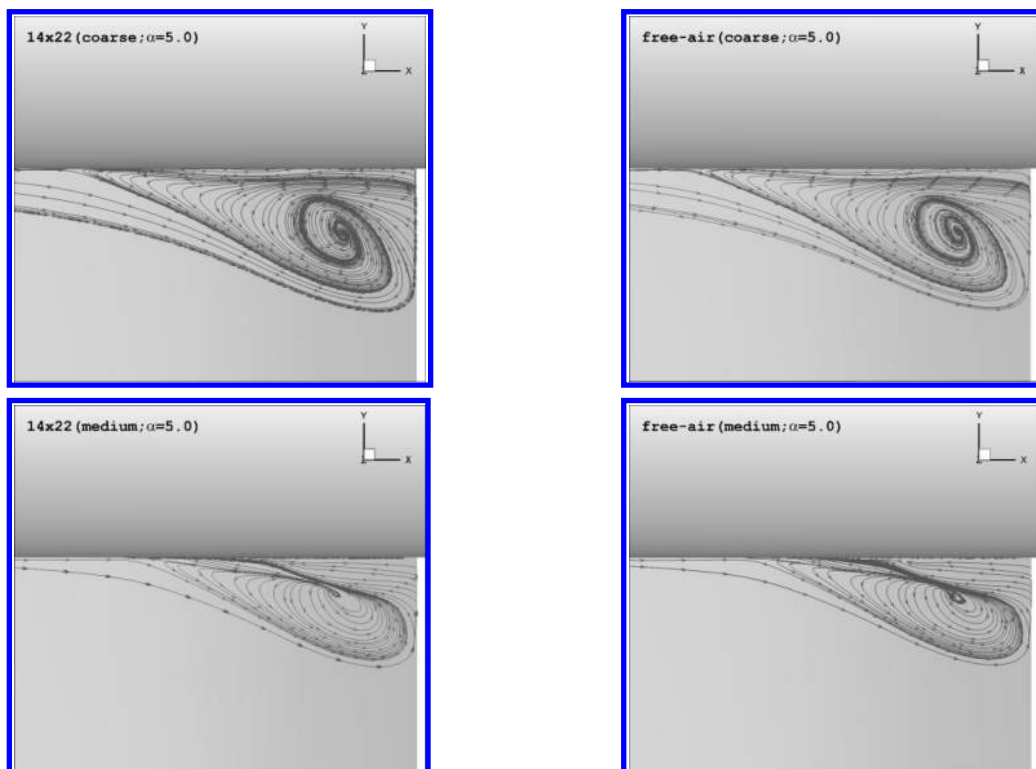 14x22(coarse;α=5.0)
Y
Z X
free-air(coarse;α=5.0)
Y
Z X
14x22(medium;α=5.0)
Y
Z X
free-air(medium;α=5.0)
Y
Z X